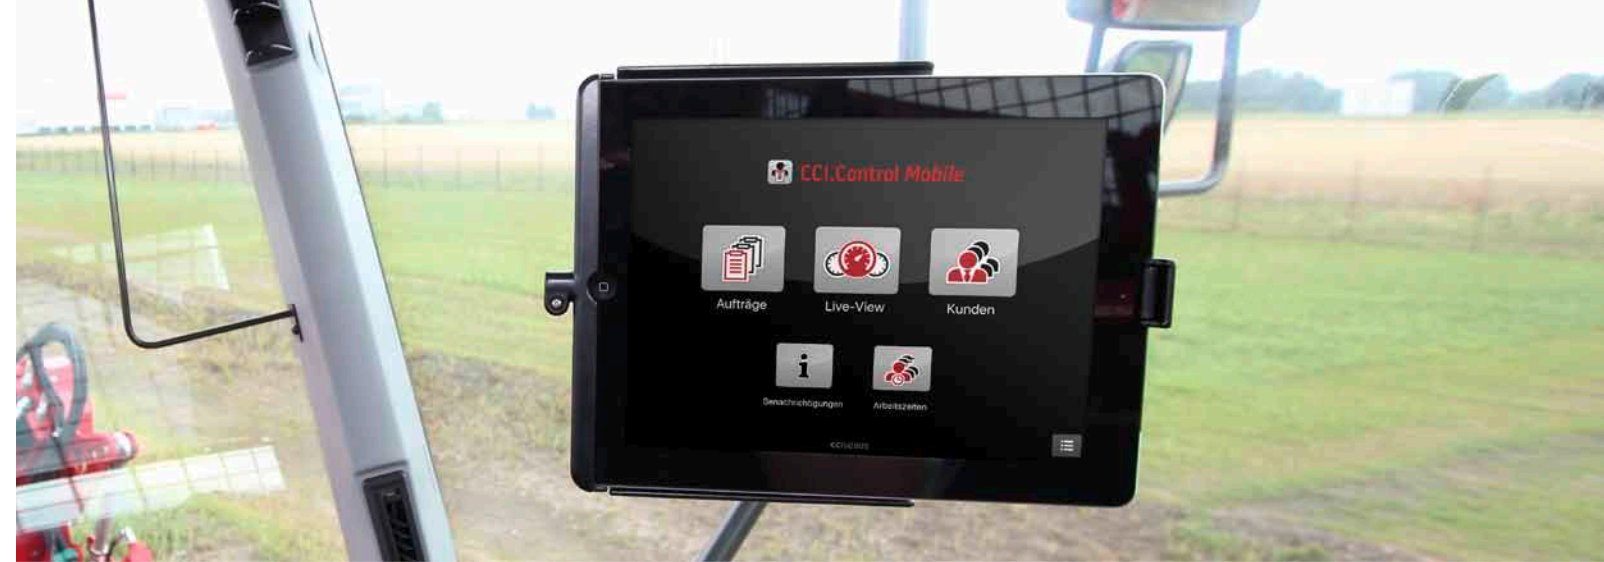 CCI.Control Mobile
Aufträge
Live-View
Kunden
Benachrichtigungen
Arbeitszeiten